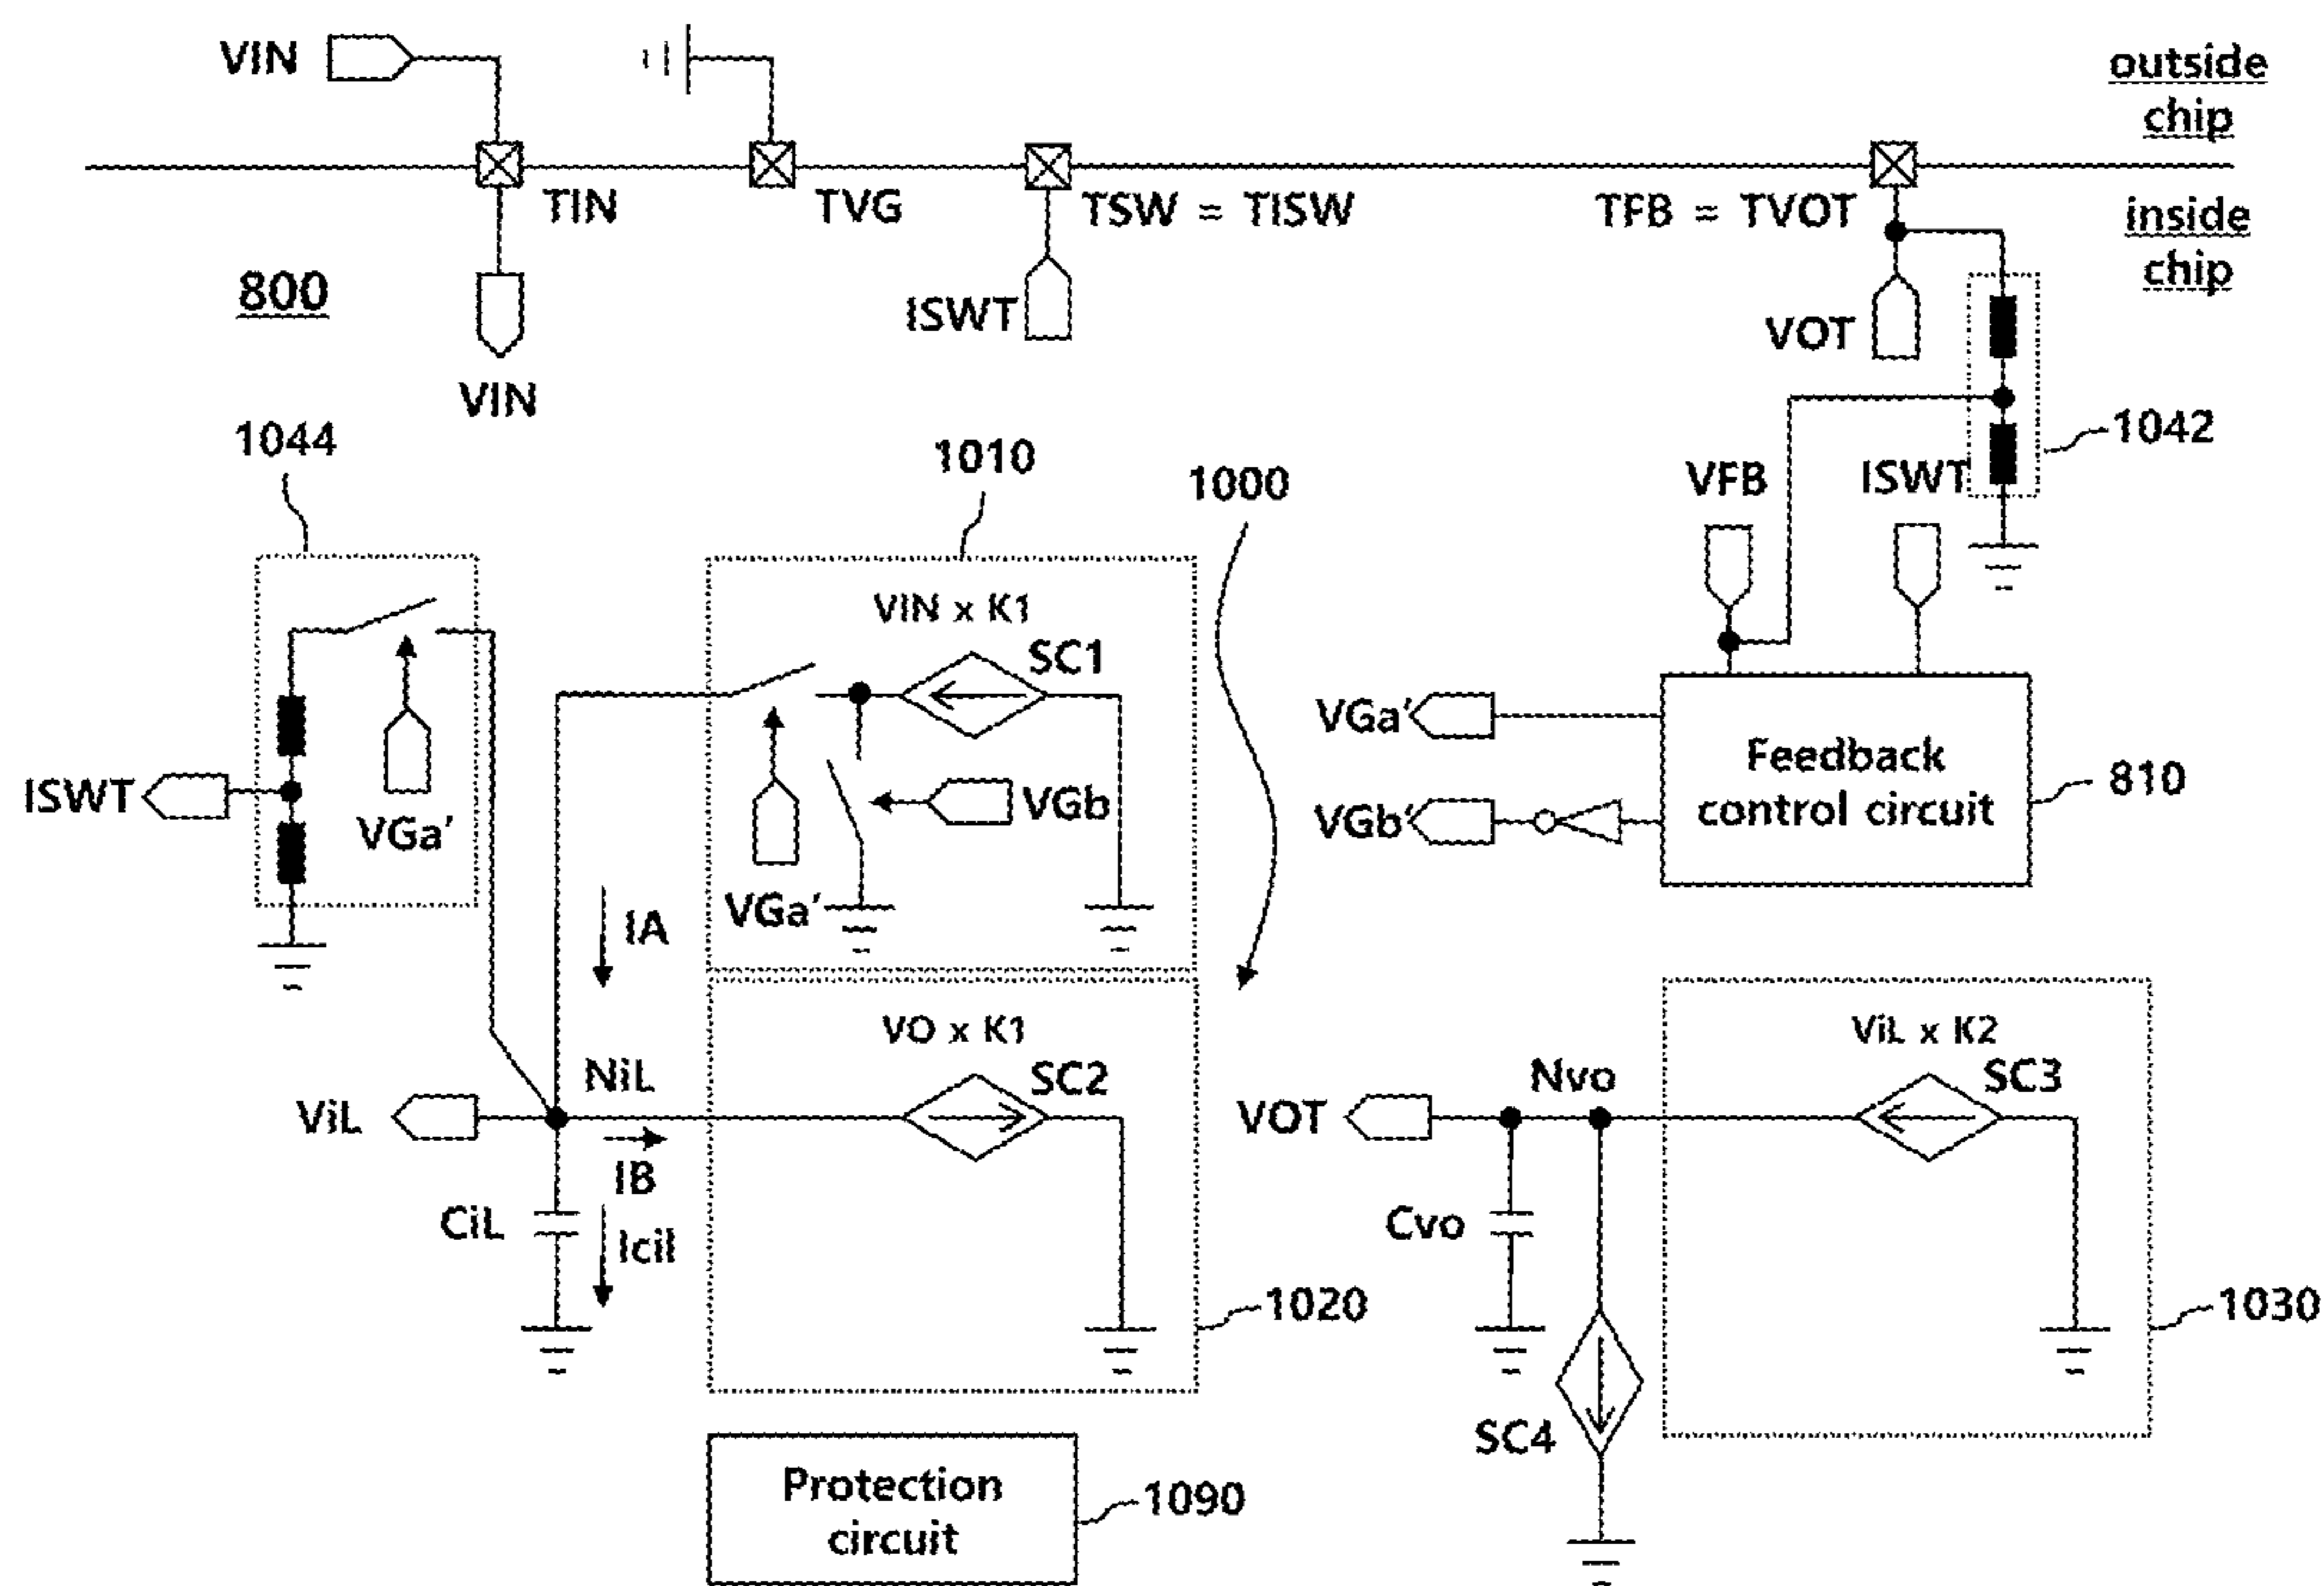 VIN
outside
chip
TIN
TVG
TSW = TISW
TFB = TVOT
inside
chip
800
ISWT
VOT
VIN
1044
1010
1000
VFB
ISWT
1042
VIN x K1
SC1
VGa'
Feedback
control circuit
810
ISWT
VGa'
VGb
VGb'
VGa'
IA
VO x K1
SC2
ViL x K2
SC3
NiL
Nvo
ViL
VOT
IB
CiL
Icil
Cvo
1020
1030
SC4
Protection
circuit
1090